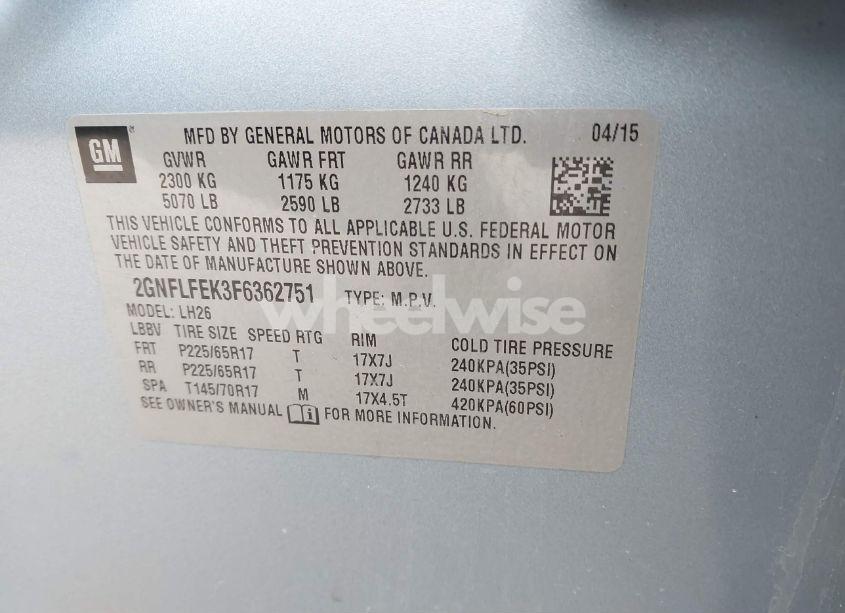 GM
MFD BY GENERAL MOTORS OF CANADA LTD. 04/15
GVWR GAWR FRT GAWR RR
2300 KG 1175 KG 1240 KG
5070 LB 2590 LB 2733 LB
THIS VEHICLE CONFORMS TO ALL APPLICABLE U.S. FEDERAL MOTOR
VEHICLE SAFETY AND THEFT PREVENTION STANDARDS IN EFFECT ON
THE DATE OF MANUFACTURE SHOWN ABOVE.
2GNFLFEK3F6362751 TYPE: M.P.V.
MODEL: LH26
wheelwise
LBBV TIRE SIZE SPEED RTG RIM COLD TIRE PRESSURE
FRT P225/65R17 T 17X7J 240KPA(35PSI)
RR P225/65R17 T 17X7J 240KPA(35PSI)
SPA T145/70R17 M 17X4.5T 420KPA(60PSI)
SEE OWNER'S MANUAL i FOR MORE INFORMATION.